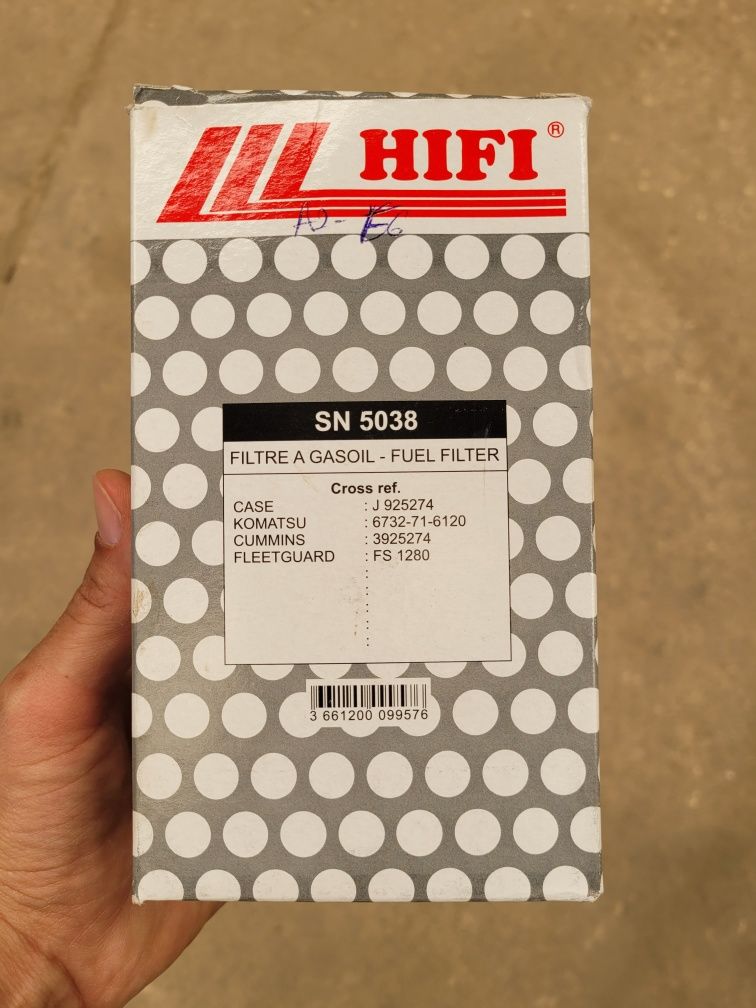 HIFI®
SN 5038
FILTRE A GASOIL - FUEL FILTER
Cross ref.
CASE : J 925274
KOMATSU : 6732-71-6120
CUMMINS : 3925274
FLEETGUARD : FS 1280
:
:
:
:
:
3 661200 099576